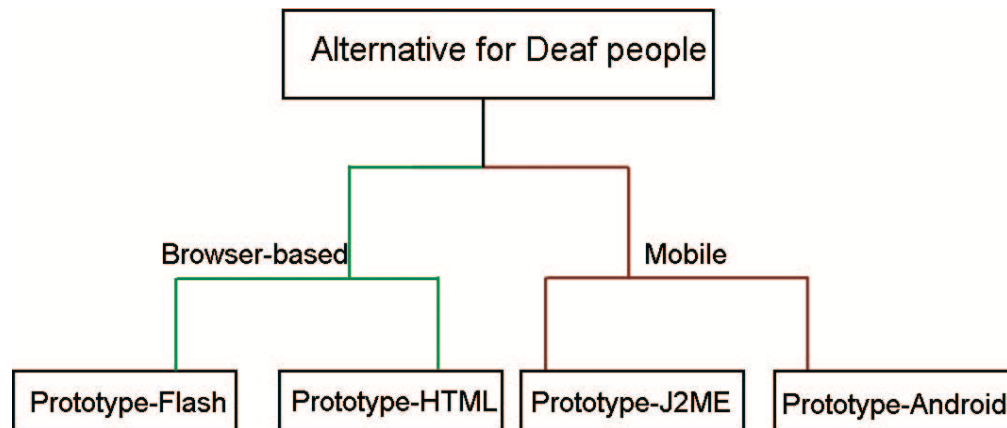 Alternative for Deaf people
Browser-based
Mobile
Prototype-Flash
Prototype-HTML
Prototype-J2ME
Prototype-Android